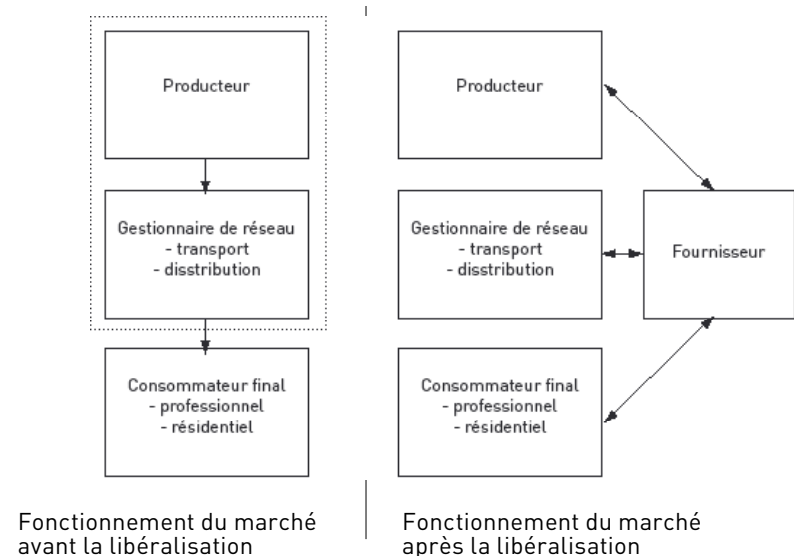 Producteur
Gestionnaire de réseau
- transport
- disstribution
Consommateur final
- professionnel
- résidentiel
Fonctionnement du marché
avant la libéralisation
Producteur
Gestionnaire de réseau
- transport
- disstribution
Fournisseur
Consommateur final
- professionnel
- résidentiel
Fonctionnement du marché
après la libéralisation